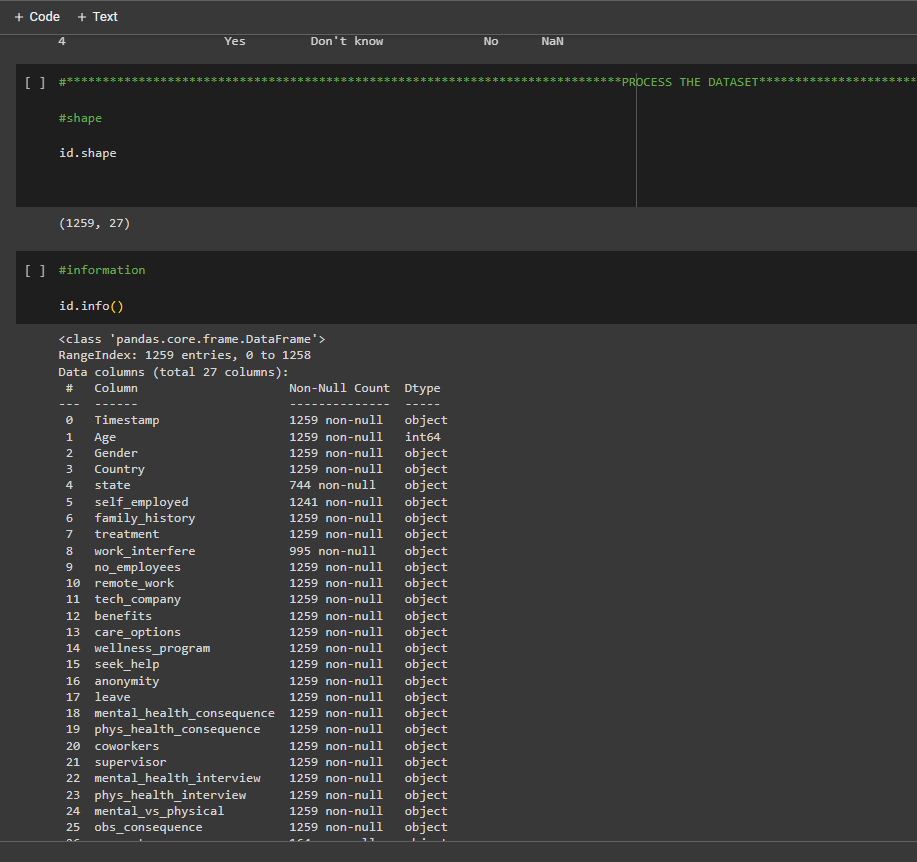 + Code + Text
4 Yes Don't know No NaN
[ ] #*****************************************************************************PROCESS THE DATASET**********************
#shape
id.shape
(1259, 27)
[ ] #information
id.info()
<class 'pandas.core.frame.DataFrame'>
RangeIndex: 1259 entries, 0 to 1258
Data columns (total 27 columns):
# Column Non-Null Count Dtype
--- ------ -------------- -----
0 Timestamp 1259 non-null object
1 Age 1259 non-null int64
2 Gender 1259 non-null object
3 Country 1259 non-null object
4 state 744 non-null object
5 self_employed 1241 non-null object
6 family_history 1259 non-null object
7 treatment 1259 non-null object
8 work_interfere 995 non-null object
9 no_employees 1259 non-null object
10 remote_work 1259 non-null object
11 tech_company 1259 non-null object
12 benefits 1259 non-null object
13 care_options 1259 non-null object
14 wellness_program 1259 non-null object
15 seek_help 1259 non-null object
16 anonymity 1259 non-null object
17 leave 1259 non-null object
18 mental_health_consequence 1259 non-null object
19 phys_health_consequence 1259 non-null object
20 coworkers 1259 non-null object
21 supervisor 1259 non-null object
22 mental_health_interview 1259 non-null object
23 phys_health_interview 1259 non-null object
24 mental_vs_physical 1259 non-null object
25 obs_consequence 1259 non-null object